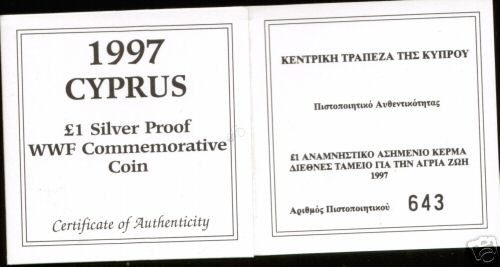 1997
CYPRUS
£1 Silver Proof
WWF Commemorative
Coin
Certificate of Authenticity
ΚΕΝΤΡΙΚΗ ΤΡΑΠΕΖΑ ΤΗΣ ΚΥΠΡΟΥ
Πιστοποιητικό Αυθεντικότητας
£1 ΑΝΑΜΝΗΣΤΙΚΟ ΑΣΗΜΕΝΙΟ ΚΕΡΜΑ
ΔΙΕΘΝΕΣ ΤΑΜΕΙΟ ΓΙΑ ΤΗΝ ΑΓΡΙΑ ΖΩΗ
1997
Αριθμός Πιστοποιητικού 643